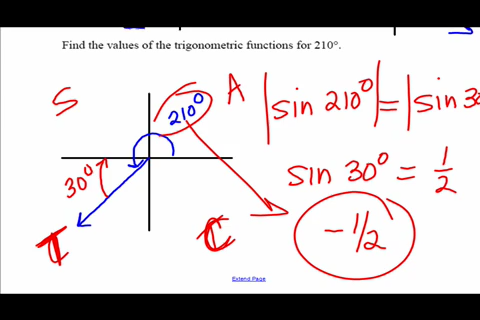 Find the values of the trigonometric functions for 210°.
S
A
210°
|sin 210°| = |sin 30
30°
sin 30° = 1/2
T
C
-1/2
Extend Page